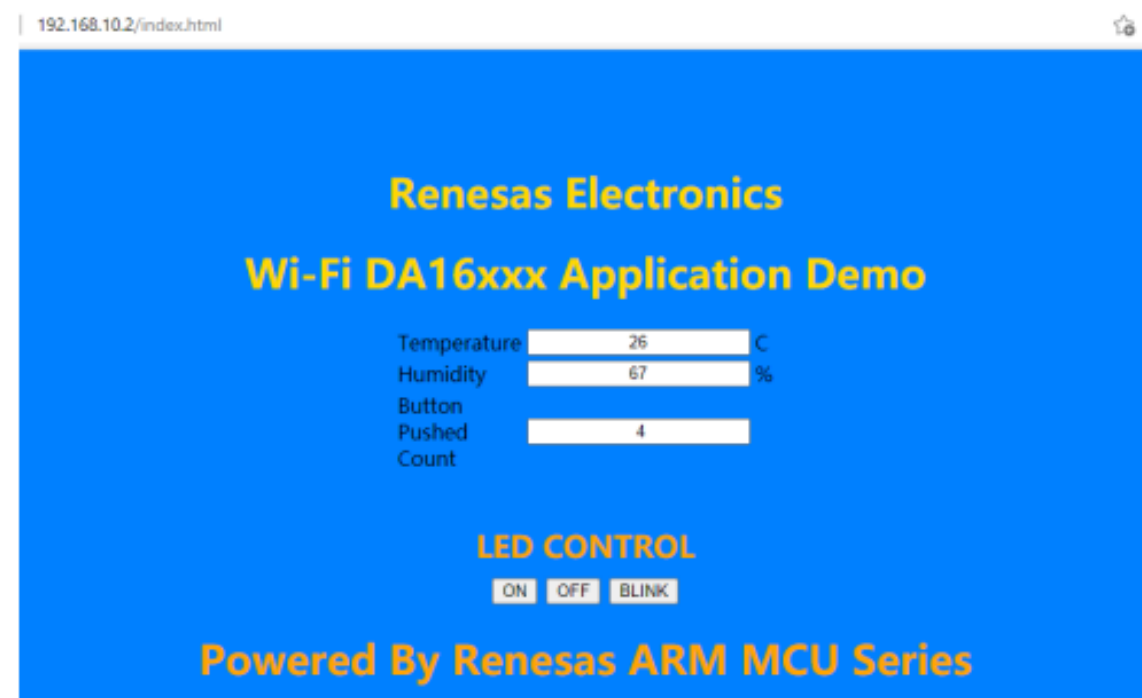 192.168.10.2/index.html
Renesas Electronics
Wi-Fi DA16xxx Application Demo
Temperature 26 C
Humidity 67 %
Button
Pushed 4
Count
LED CONTROL
ON OFF BLINK
Powered By Renesas ARM MCU Series